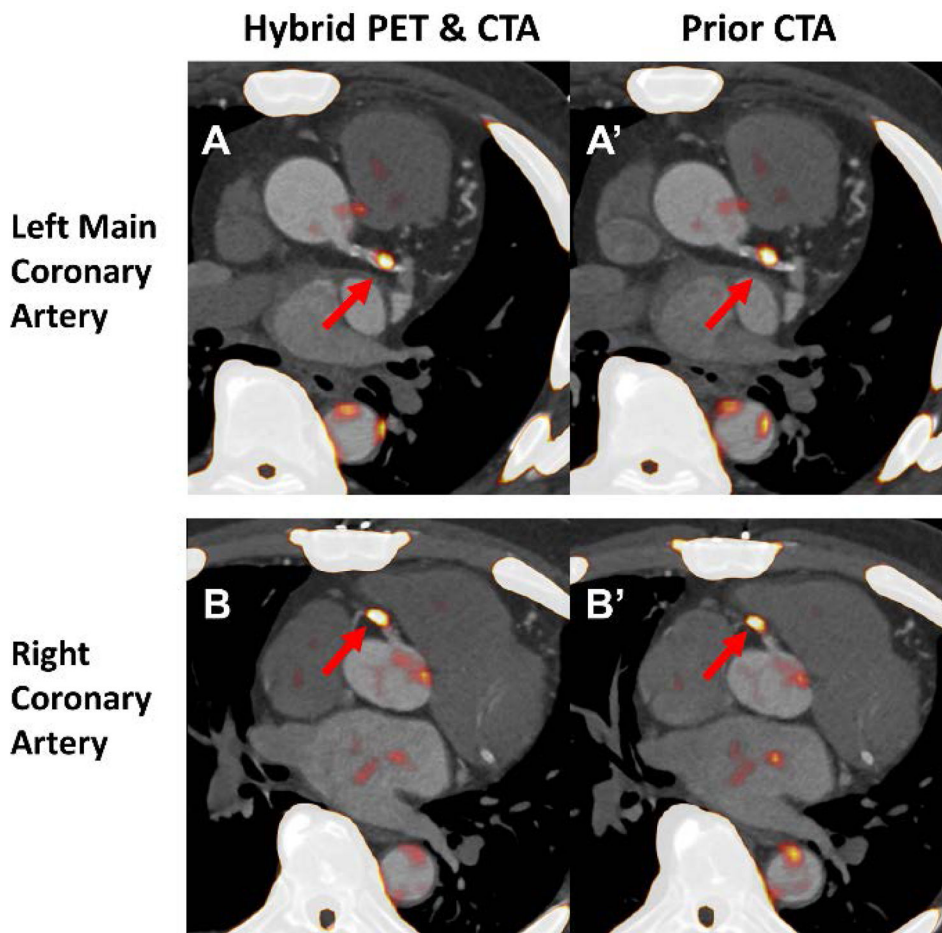 Hybrid PET & CTA
Prior CTA
Left Main
Coronary
Artery
A
A’
Right
Coronary
Artery
B
B’